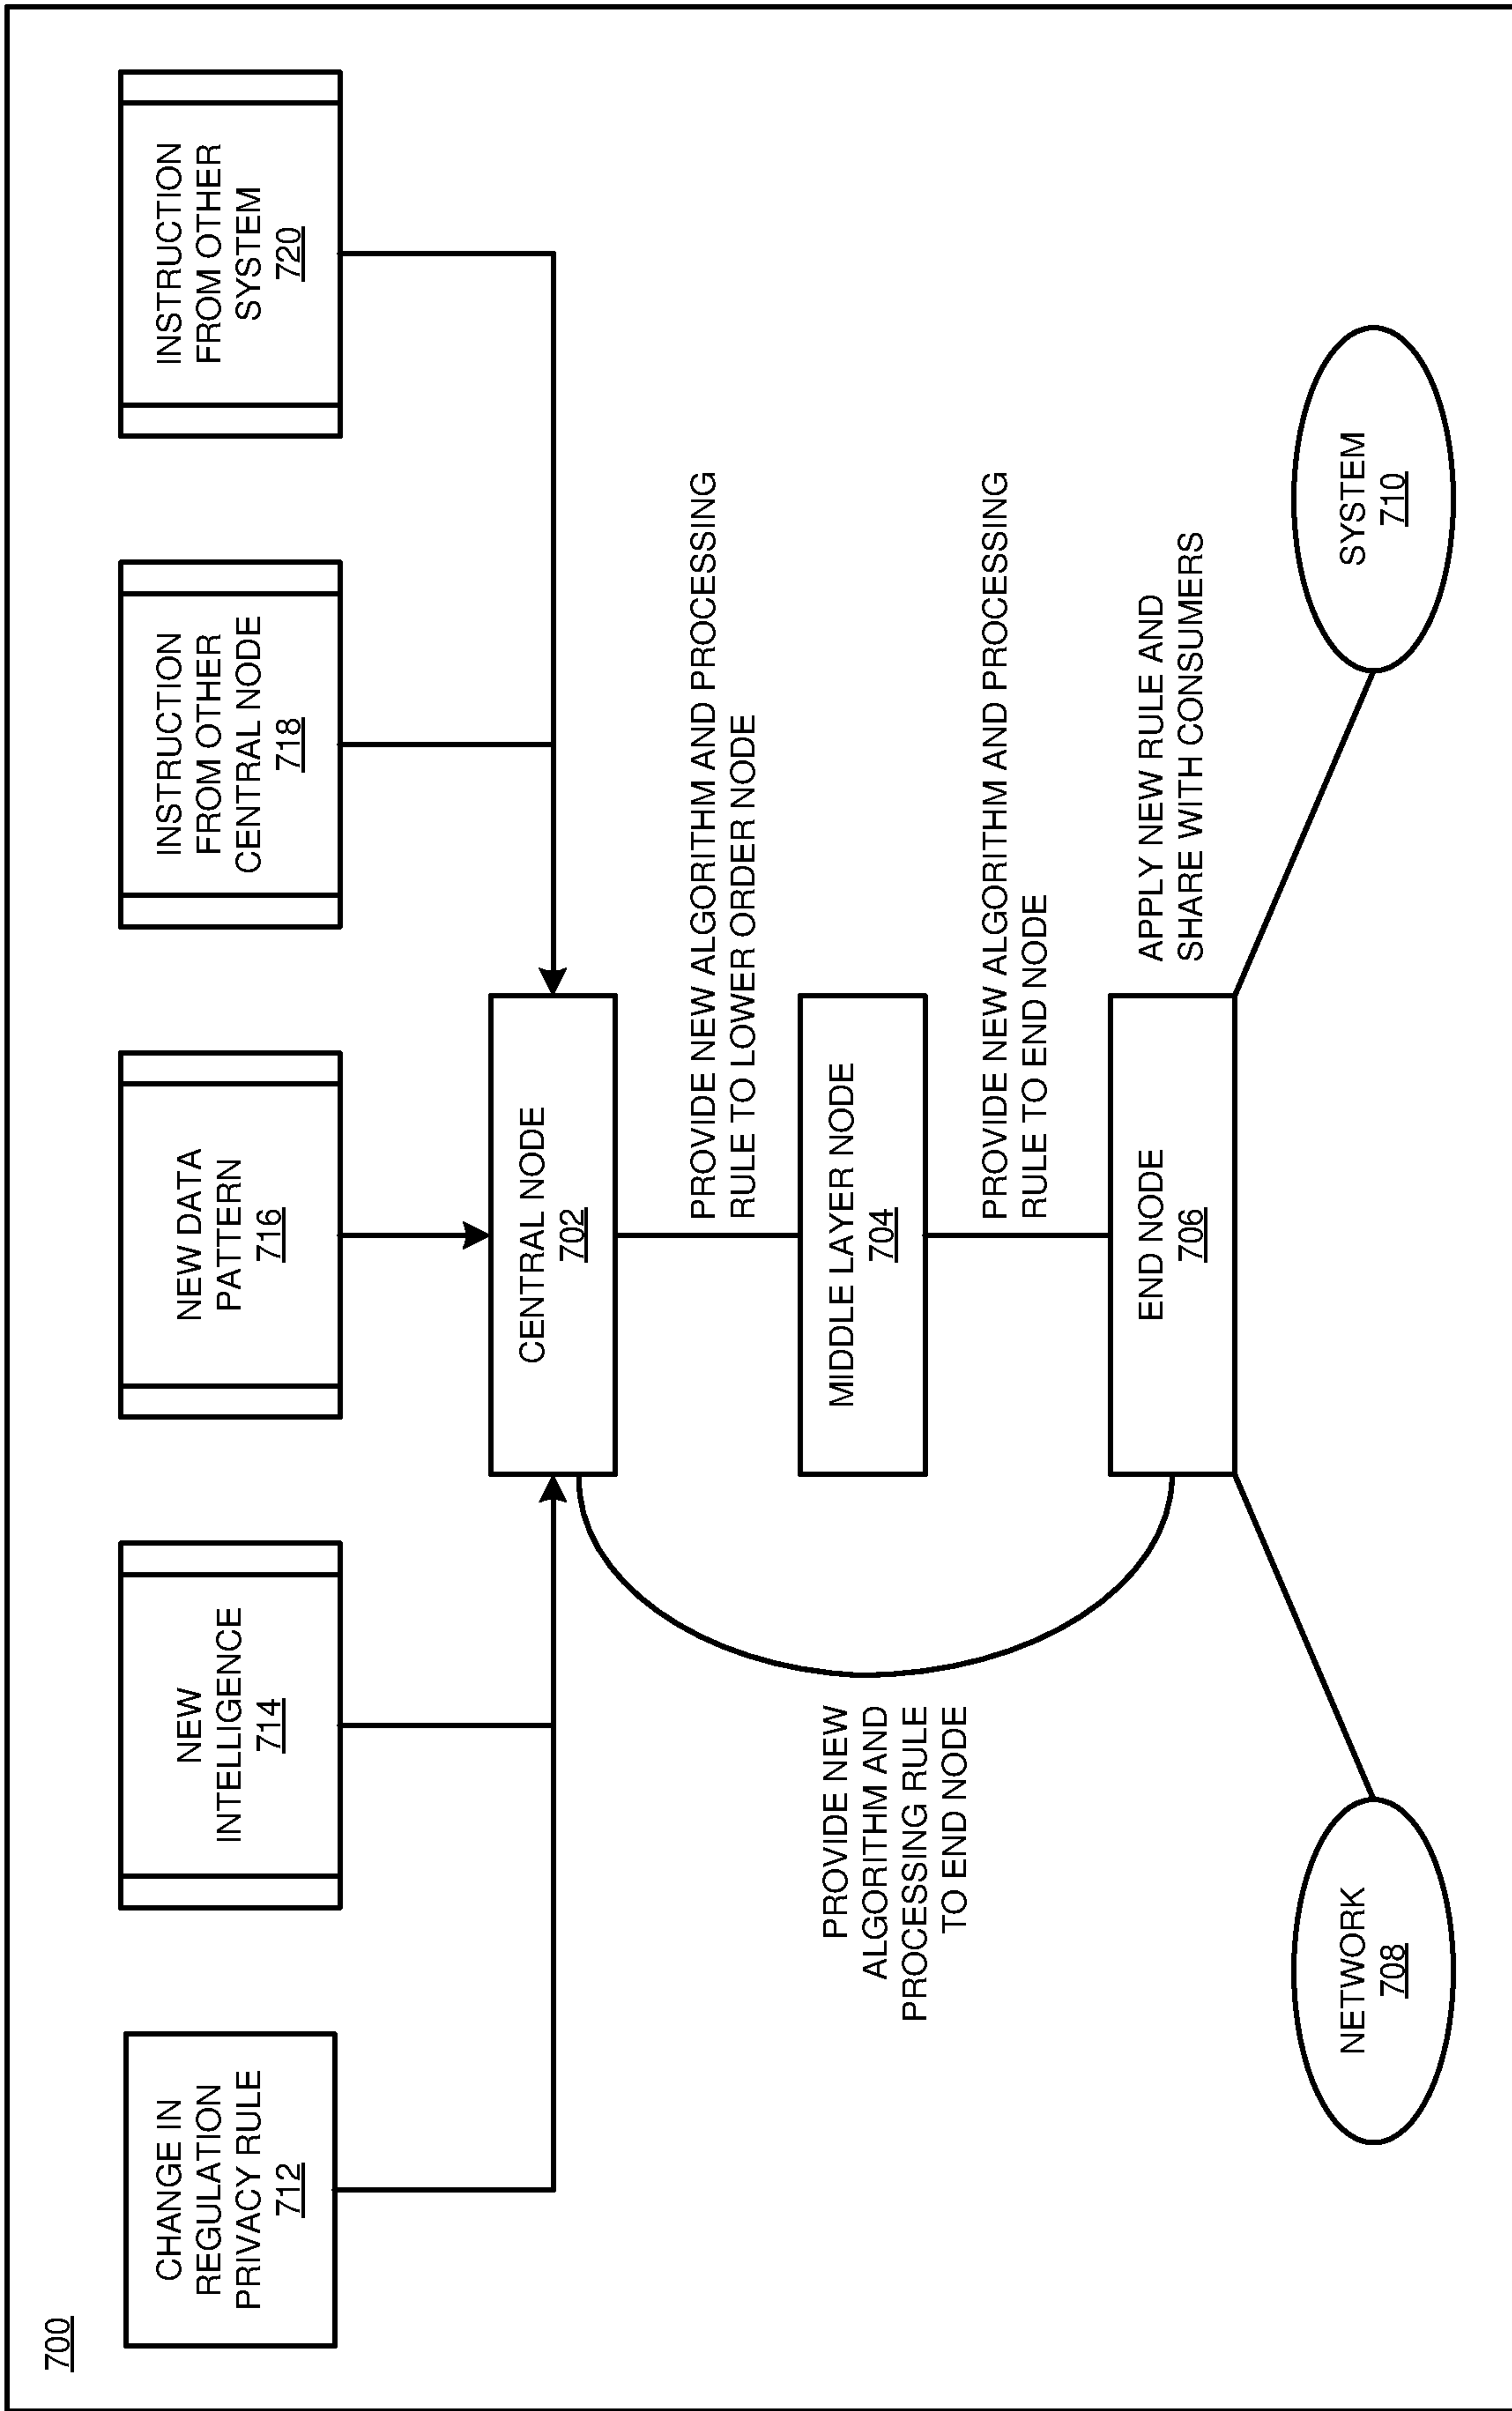 700
CHANGE IN
REGULATION
PRIVACY RULE
712
NEW
INTELLIGENCE
714
NEW DATA
PATTERN
716
INSTRUCTION
FROM OTHER
CENTRAL NODE
718
INSTRUCTION
FROM OTHER
SYSTEM
720
CENTRAL NODE
702
PROVIDE NEW ALGORITHM AND PROCESSING
RULE TO LOWER ORDER NODE
PROVIDE NEW
ALGORITHM AND
PROCESSING RULE
TO END NODE
MIDDLE LAYER NODE
704
PROVIDE NEW ALGORITHM AND PROCESSING
RULE TO END NODE
END NODE
706
APPLY NEW RULE AND
SHARE WITH CONSUMERS
NETWORK
708
SYSTEM
710